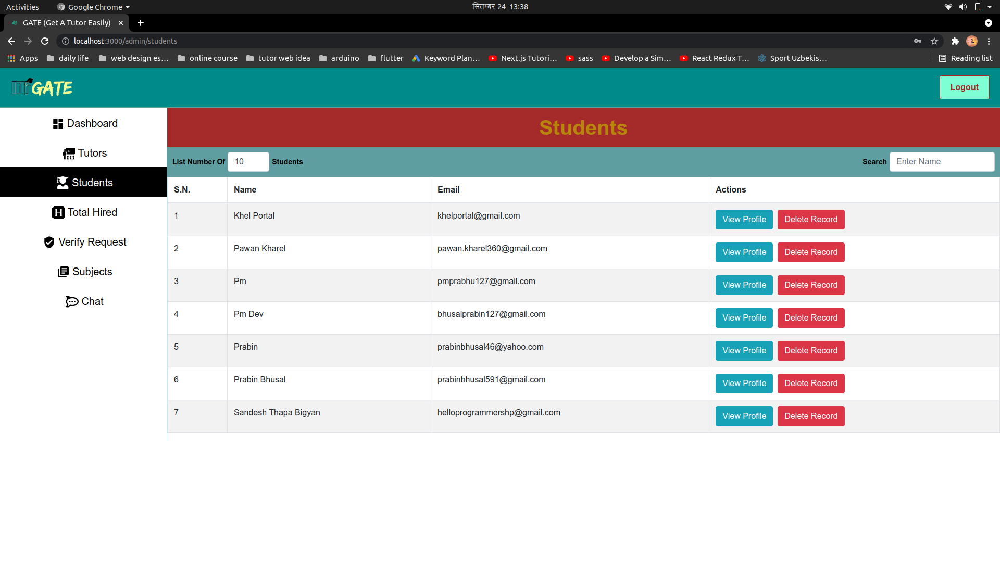 Activities Google Chrome सितम्बर 24 13:38
GATE (Get A Tutor Easily)
localhost:3000/admin/students
Apps daily life web design es... online course tutor web idea arduino flutter Keyword Plan... Next.js Tutori... sass Develop a Sim... React Redux T... Sport Uzbekis... Reading list
GATE Logout
Dashboard
Tutors
Students
Total Hired
Verify Request
Subjects
Chat
Students
List Number Of 10 Students Search Enter Name
S.N. Name Email Actions
1 Khel Portal khelportal@gmail.com View Profile Delete Record
2 Pawan Kharel pawan.kharel360@gmail.com View Profile Delete Record
3 Pm pmprabhu127@gmail.com View Profile Delete Record
4 Pm Dev bhusalprabin127@gmail.com View Profile Delete Record
5 Prabin prabinbhusal46@yahoo.com View Profile Delete Record
6 Prabin Bhusal prabinbhusal591@gmail.com View Profile Delete Record
7 Sandesh Thapa Bigyan helloprogrammershp@gmail.com View Profile Delete Record